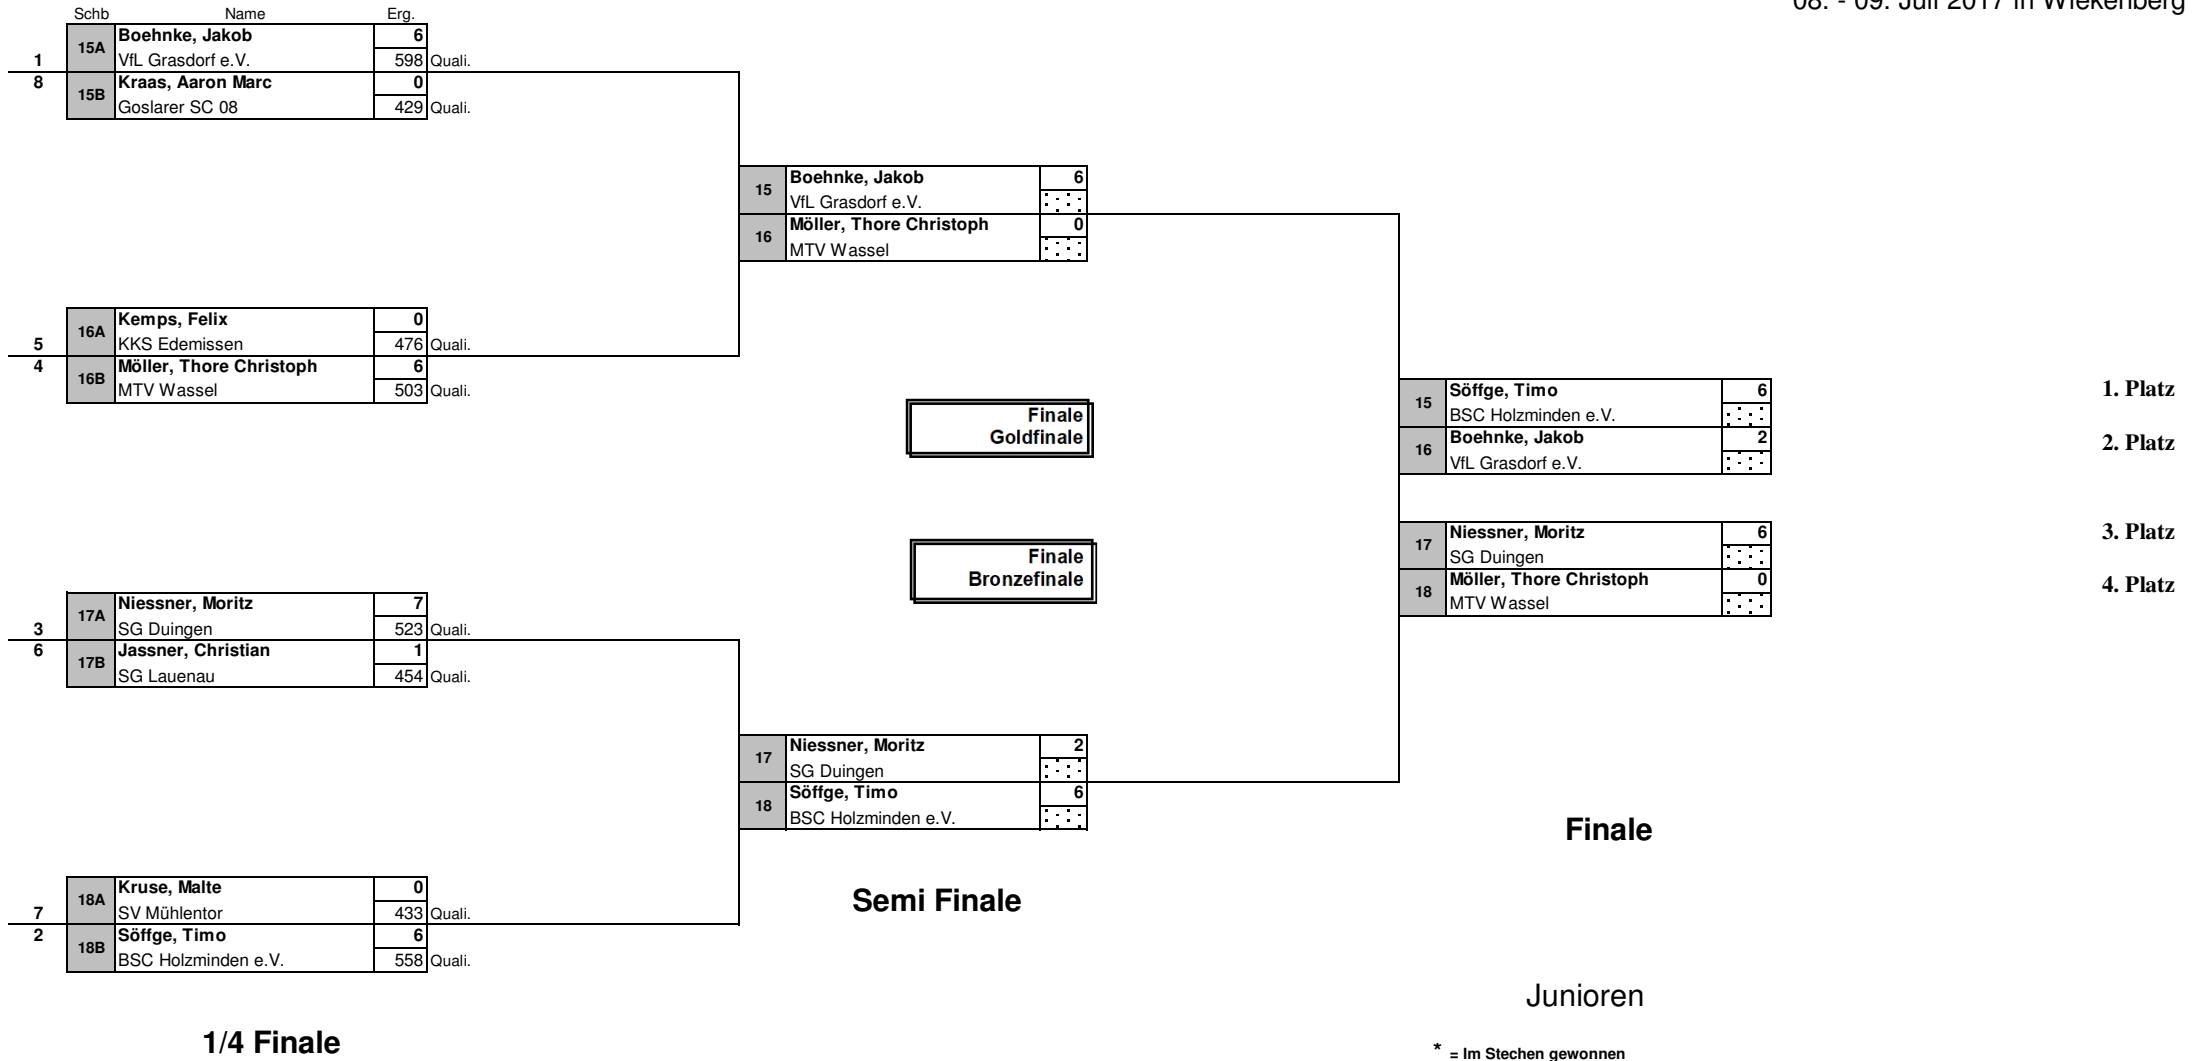 08. - 09. Juli 2017 in Wiekenberg
Schb Name Erg.
15A Boehnke, Jakob 6
1 VfL Grasdorf e.V. 598 Quali.
8 15B Kraas, Aaron Marc 0
Goslarer SC 08 429 Quali.
15 Boehnke, Jakob 6
VfL Grasdorf e.V.
16 Möller, Thore Christoph 0
MTV Wassel
16A Kemps, Felix 0
5 KKS Edemissen 476 Quali.
4 16B Möller, Thore Christoph 6
MTV Wassel 503 Quali.
Finale
Goldfinale
15 Söffge, Timo 6 1. Platz
BSC Holzminden e.V.
16 Boehnke, Jakob 2 2. Platz
VfL Grasdorf e.V.
Finale
Bronzefinale
17 Niessner, Moritz 6 3. Platz
SG Duingen
18 Möller, Thore Christoph 0 4. Platz
MTV Wassel
17A Niessner, Moritz 7
3 SG Duingen 523 Quali.
6 17B Jassner, Christian 1
SG Lauenau 454 Quali.
17 Niessner, Moritz 2
SG Duingen
18 Söffge, Timo 6
BSC Holzminden e.V.
Finale
18A Kruse, Malte 0
7 SV Mühlentor 433 Quali.
2 18B Söffge, Timo 6
BSC Holzminden e.V. 558 Quali.
Semi Finale
Junioren
1/4 Finale
* = Im Stechen gewonnen